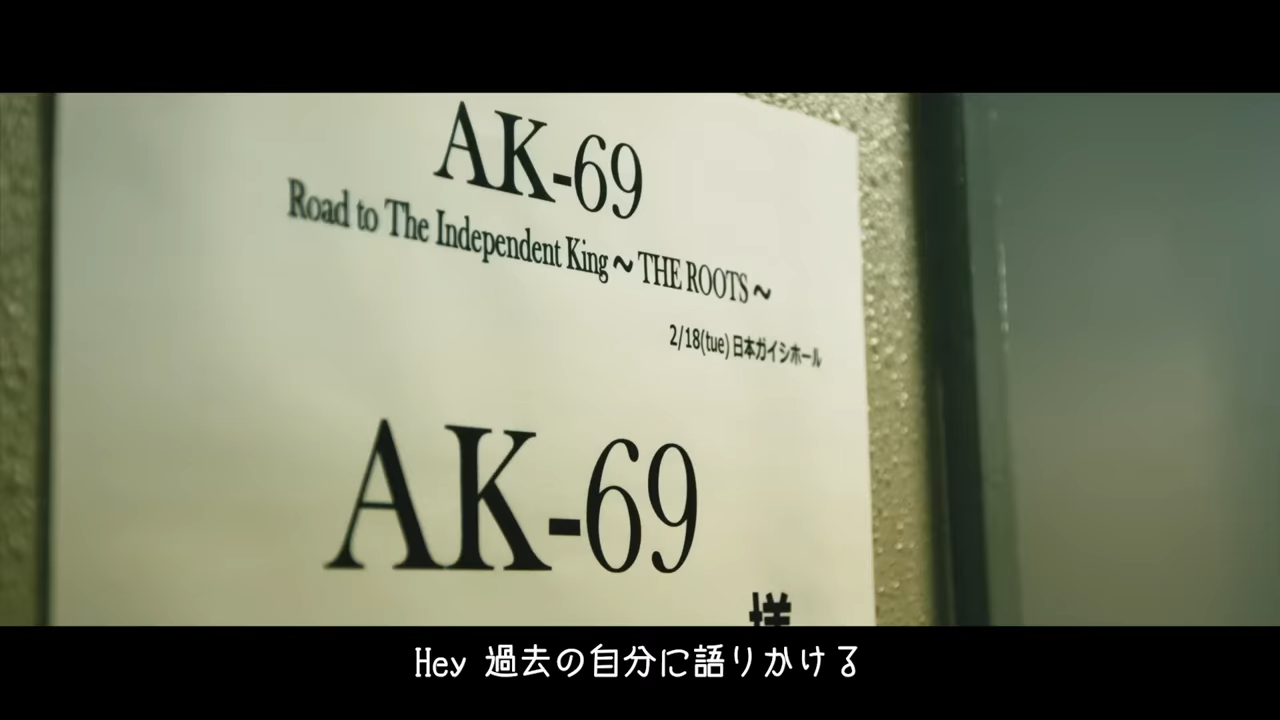 AK-69
Road to The Independent King ~ THE ROOTS ~
2/18(tue) 日本ガイシホール
AK-69
様
Hey 過去の自分に語りかける